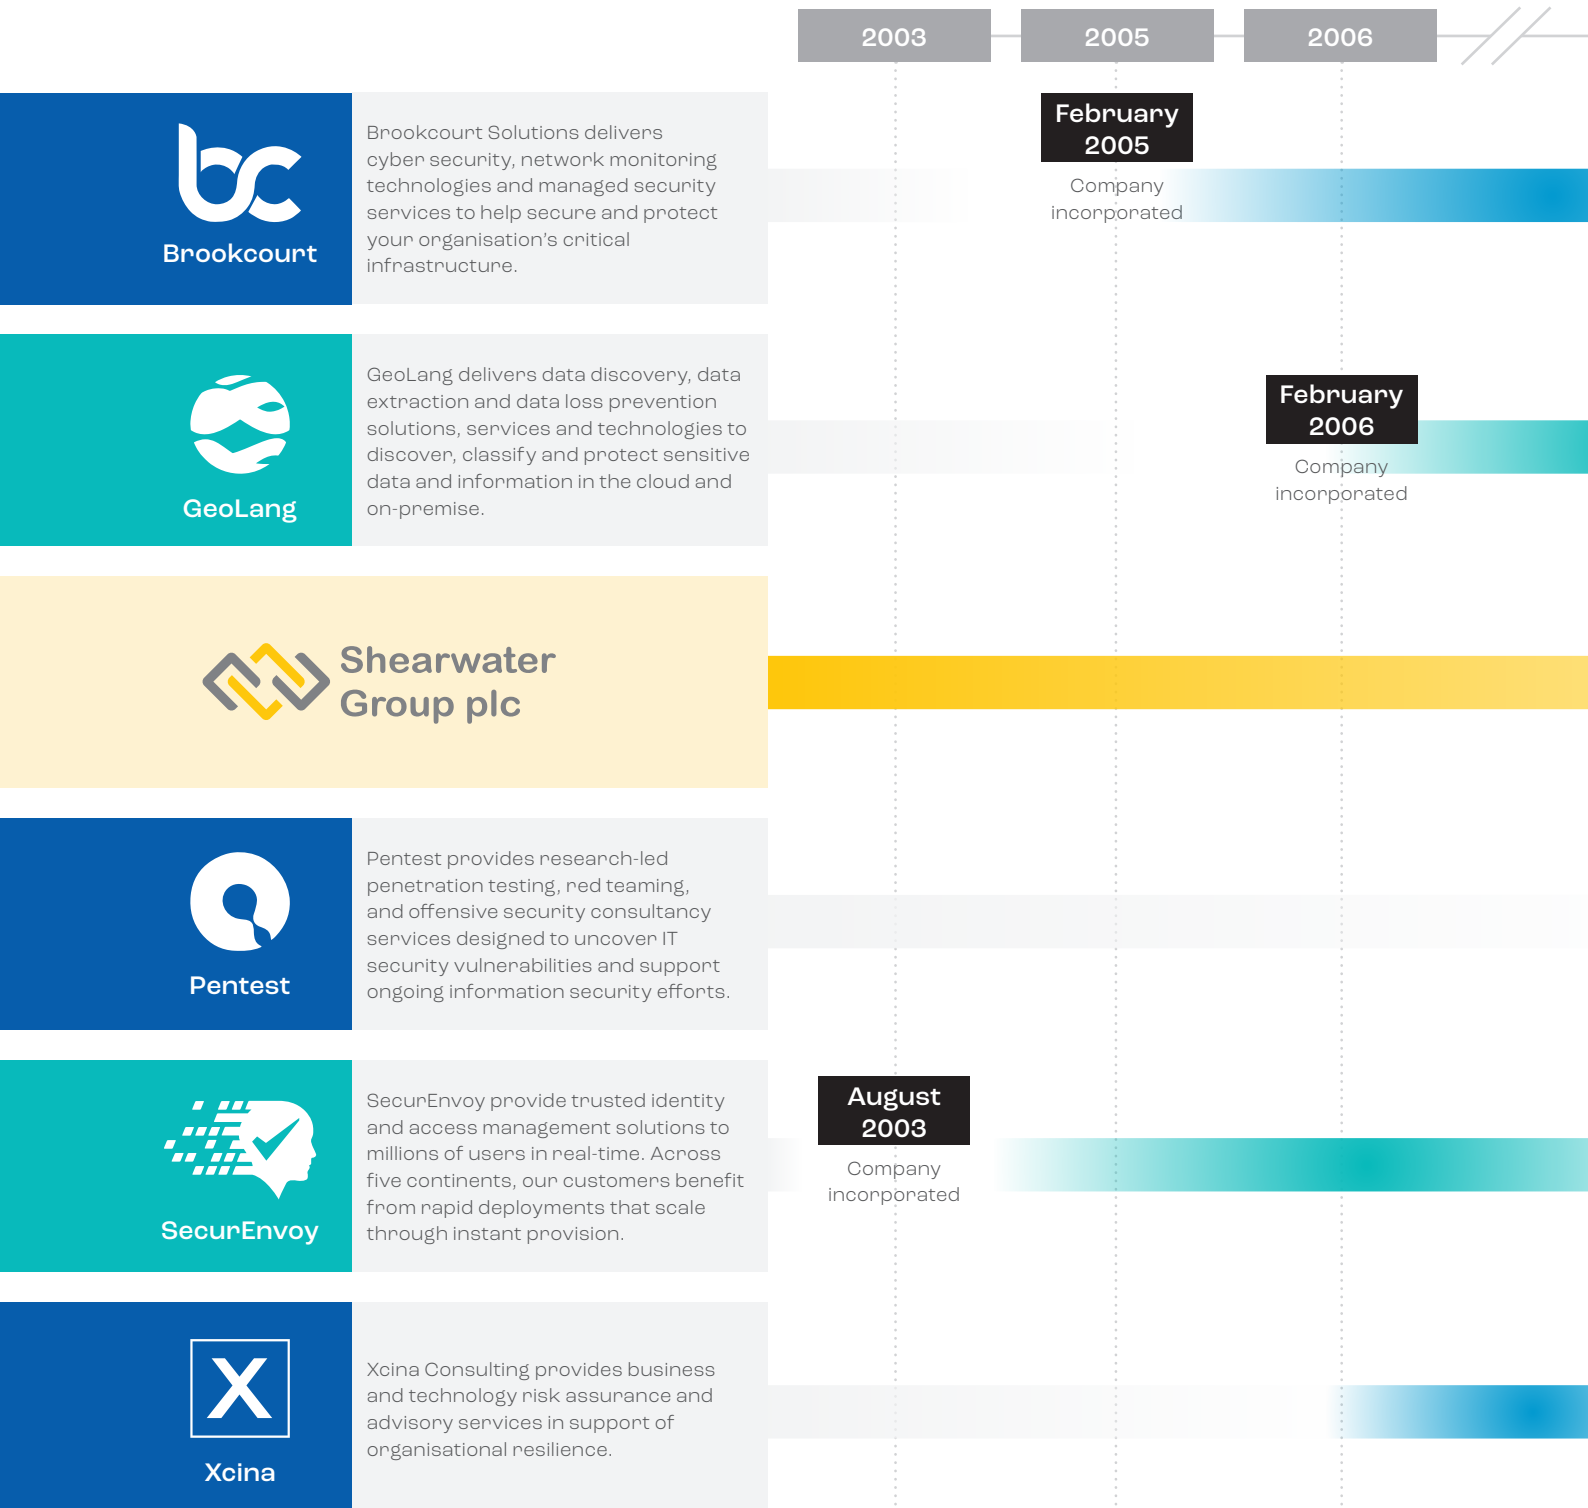 2003
2005
2006
February
2005
Company
incorporated
bc
Brookcourt
Brookcourt Solutions delivers
cyber security, network monitoring
technologies and managed security
services to help secure and protect
your organisation’s critical
infrastructure.
GeoLang
GeoLang delivers data discovery, data
extraction and data loss prevention
solutions, services and technologies to
discover, classify and protect sensitive
data and information in the cloud and
on-premise.
February
2006
Company
incorporated
Shearwater
Group plc
Pentest
Pentest provides research-led
penetration testing, red teaming,
and offensive security consultancy
services designed to uncover IT
security vulnerabilities and support
ongoing information security efforts.
SecurEnvoy
SecurEnvoy provide trusted identity
and access management solutions to
millions of users in real-time. Across
five continents, our customers benefit
from rapid deployments that scale
through instant provision.
August
2003
Company
incorporated
X
Xcina
Xcina Consulting provides business
and technology risk assurance and
advisory services in support of
organisational resilience.